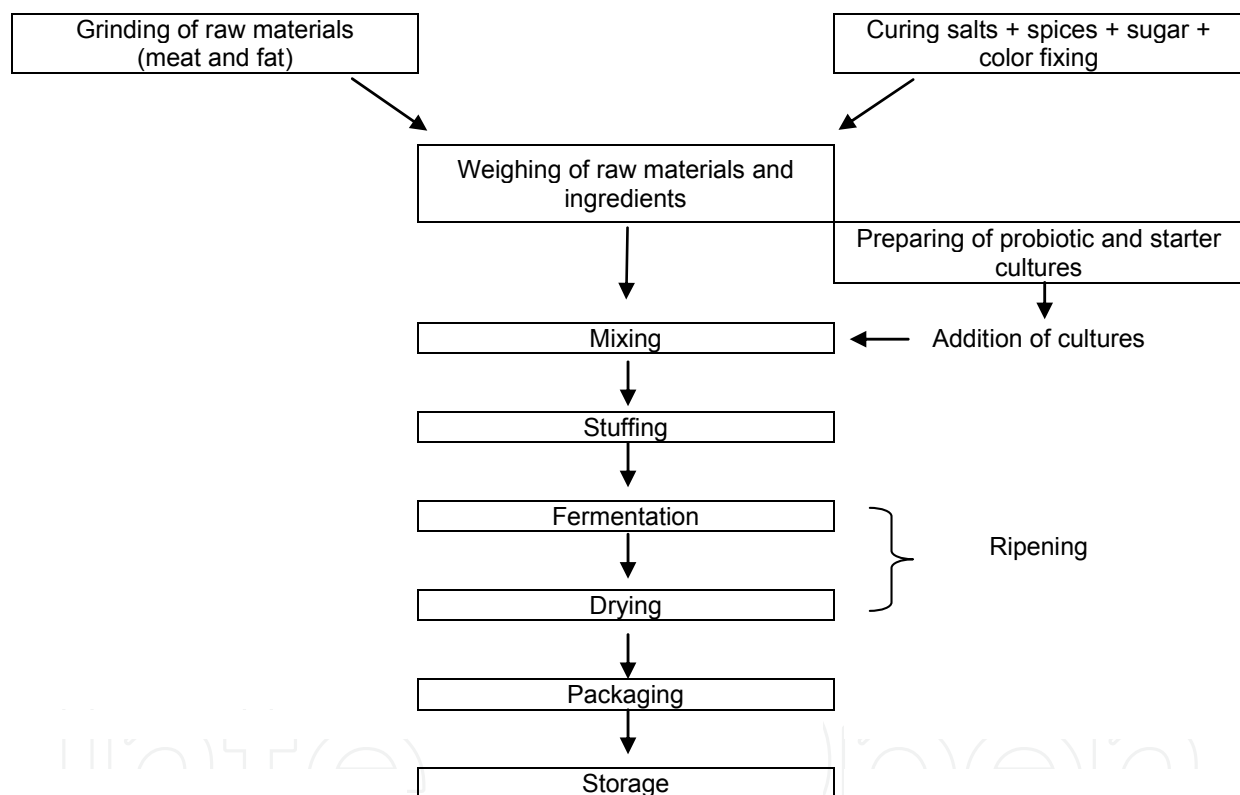 Grinding of raw materials
(meat and fat)
Curing salts + spices + sugar +
color fixing
Weighing of raw materials and
ingredients
Preparing of probiotic and starter
cultures
Mixing
Addition of cultures
Stuffing
Fermentation
Ripening
Drying
Packaging
Storage